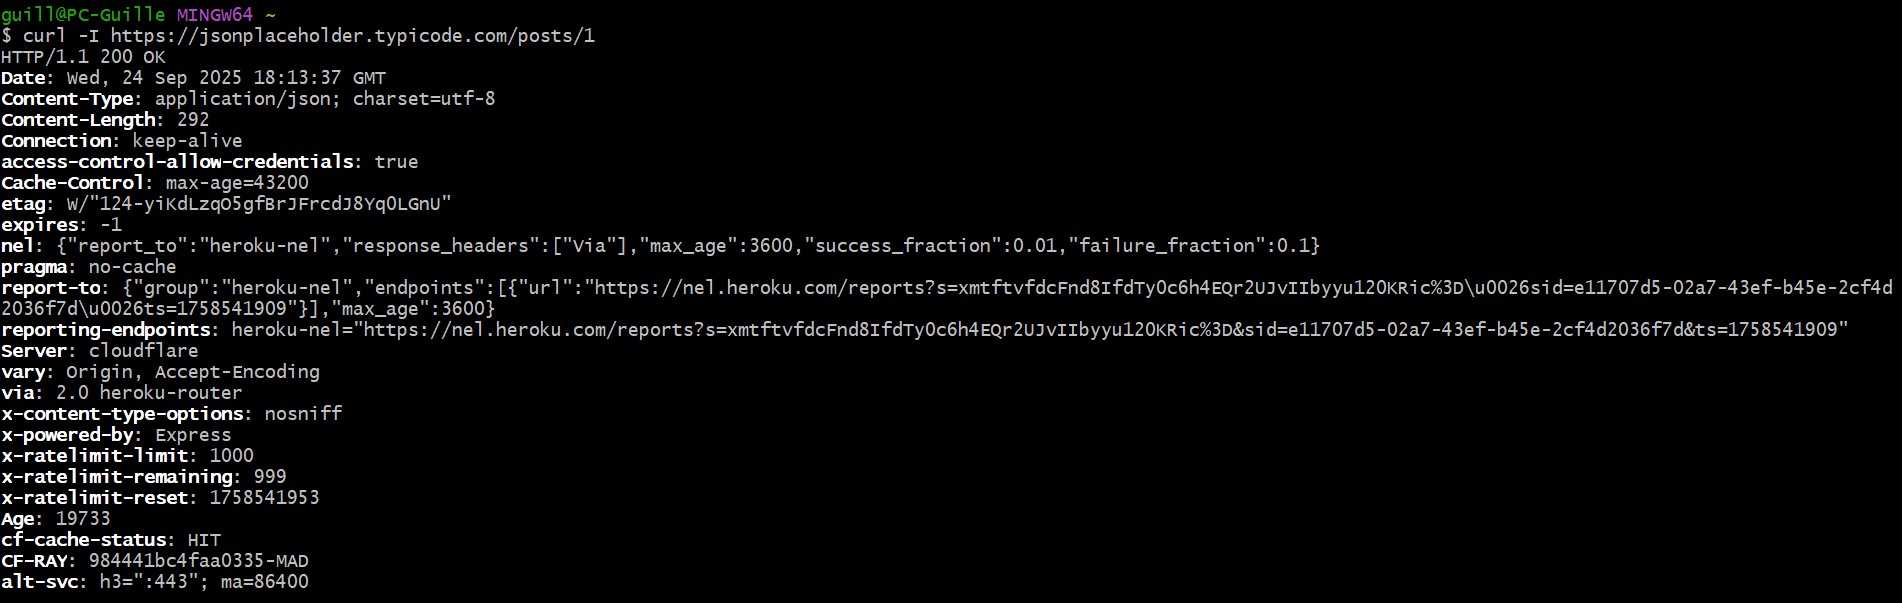 guill@PC-Guille MINGW64 ~
$ curl -I https://jsonplaceholder.typicode.com/posts/1
HTTP/1.1 200 OK
Date: Wed, 24 Sep 2025 18:13:37 GMT
Content-Type: application/json; charset=utf-8
Content-Length: 292
Connection: keep-alive
access-control-allow-credentials: true
Cache-Control: max-age=43200
etag: W/"124-yiKdLzqO5gfBrJFrcdJ8Yq0LGnU"
expires: -1
nel: {"report_to":"heroku-nel","response_headers":["Via"],"max_age":3600,"success_fraction":0.01,"failure_fraction":0.1}
pragma: no-cache
report-to: {"group":"heroku-nel","endpoints":[{"url":"https://nel.heroku.com/reports?s=xmtftvfdcFnd8IfdTy0c6h4EQr2UJvIIbyyu120KRic%3D\u0026sid=e11707d5-02a7-43ef-b45e-2cf4d
2036f7d\u0026ts=1758541909"}],"max_age":3600}
reporting-endpoints: heroku-nel="https://nel.heroku.com/reports?s=xmtftvfdcFnd8IfdTy0c6h4EQr2UJvIIbyyu120KRic%3D&sid=e11707d5-02a7-43ef-b45e-2cf4d2036f7d&ts=1758541909"
Server: cloudflare
vary: Origin, Accept-Encoding
via: 2.0 heroku-router
x-content-type-options: nosniff
x-powered-by: Express
x-ratelimit-limit: 1000
x-ratelimit-remaining: 999
x-ratelimit-reset: 1758541953
Age: 19733
cf-cache-status: HIT
CF-RAY: 984441bc4faa0335-MAD
alt-svc: h3=":443"; ma=86400